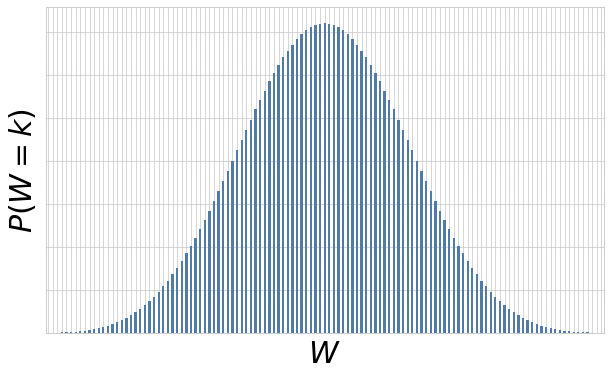 P(W = k)
W